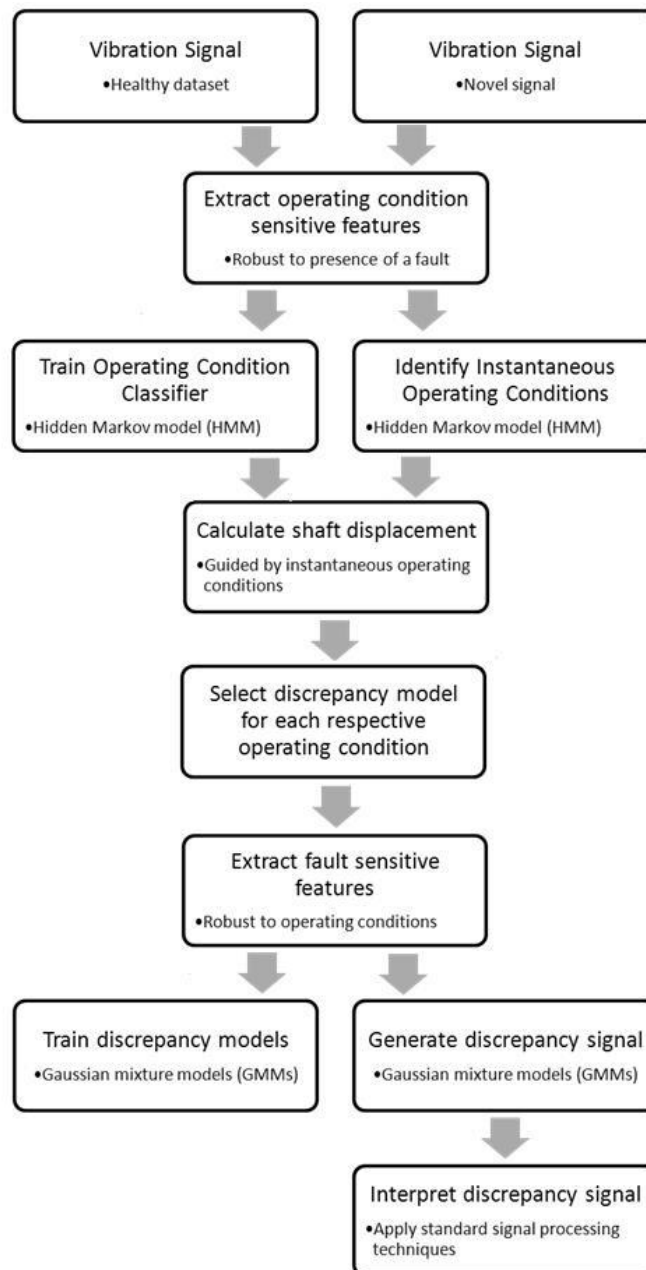 Vibration Signal
•Healthy dataset
Vibration Signal
•Novel signal
Extract operating condition
sensitive features
•Robust to presence of a fault
Train Operating Condition
Classifier
•Hidden Markov model (HMM)
Identify Instantaneous
Operating Conditions
•Hidden Markov model (HMM)
Calculate shaft displacement
•Guided by instantaneous operating
conditions
Select discrepancy model
for each respective
operating condition
Extract fault sensitive
features
•Robust to operating conditions
Train discrepancy models
•Gaussian mixture models (GMMs)
Generate discrepancy signal
•Gaussian mixture models (GMMs)
Interpret discrepancy signal
•Apply standard signal processing
techniques